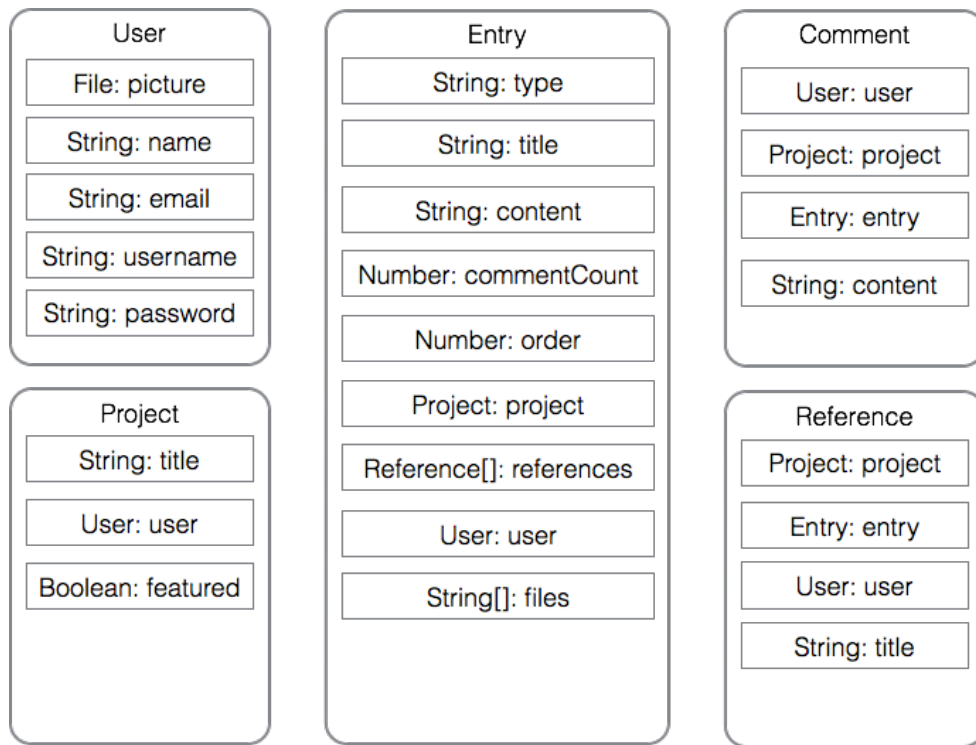 User
File: picture
String: name
String: email
String: username
String: password
Project
String: title
User: user
Boolean: featured
Entry
String: type
String: title
String: content
Number: commentCount
Number: order
Project: project
Reference[]: references
User: user
String[]: files
Comment
User: user
Project: project
Entry: entry
String: content
Reference
Project: project
Entry: entry
User: user
String: title